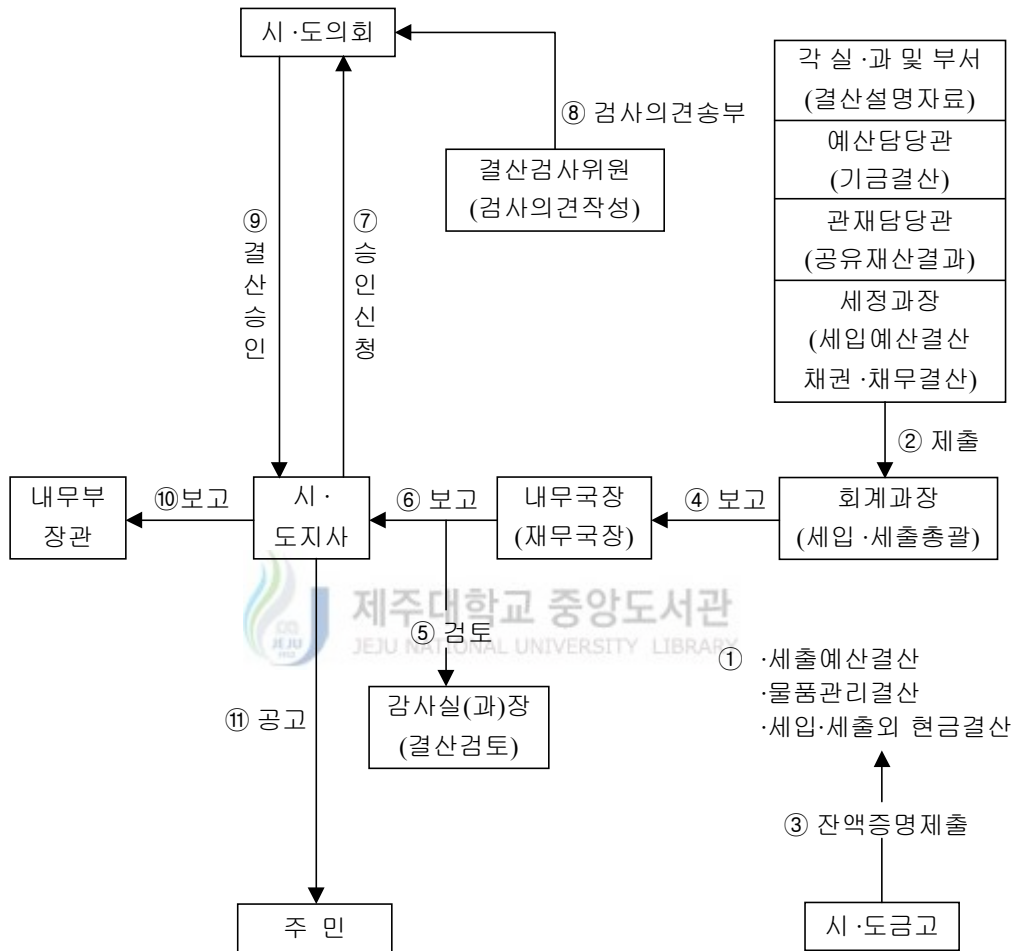 시 ·도의회
각 실 ·과 및 부서
(결산설명자료)
예산담당관
(기금결산)
관재담당관
(공유재산결과)
세정과장
(세입예산결산
채권 ·채무결산)
⑧ 검사의견송부
결산검사위원
(검사의견작성)
⑨
결
산
승
인
⑦
승
인
신
청
② 제출
내무부
장관
⑩보고
시 ·
도지사
⑥ 보고
내무국장
(재무국장)
④ 보고
회계과장
(세입 ·세출총괄)
제주대학교 중앙도서관
JEJU NATIONAL UNIVERSITY LIBRARY
JEJU
1952
⑤ 검토
감사실(과)장
(결산검토)
① ·세출예산결산
·물품관리결산
·세입·세출외 현금결산
⑪ 공고
③ 잔액증명제출
주 민
시 ·도금고